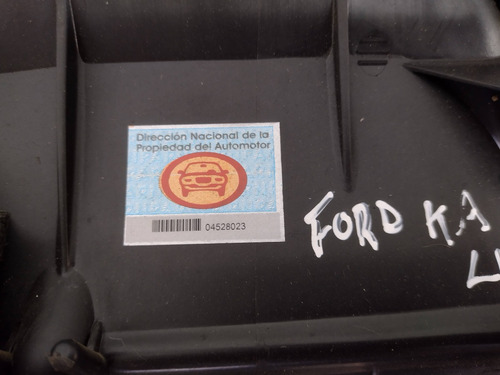 Dirección Nacional de la
Propiedad del Automotor
04528023
FORD KA